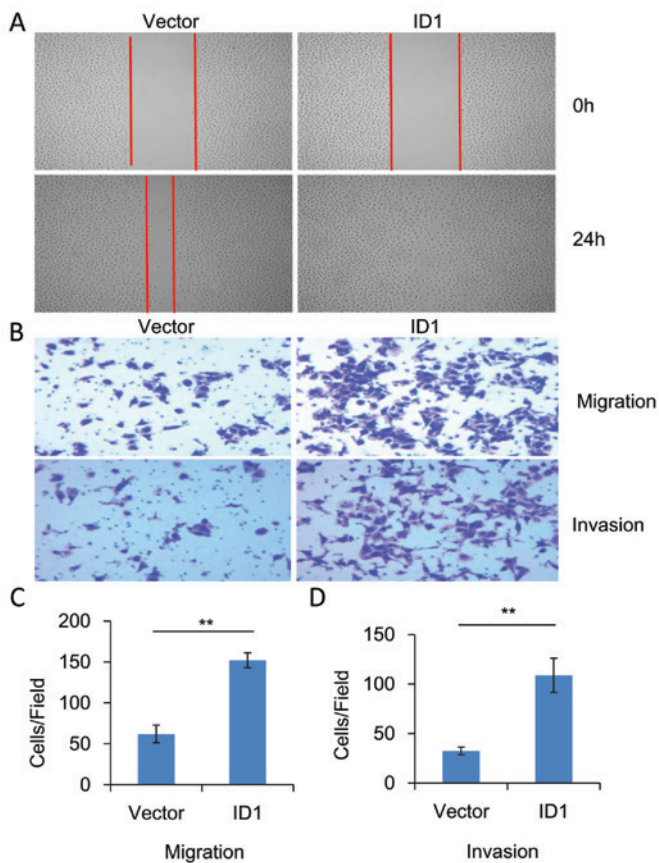 A
Vector
ID1
0h
24h
B
Vector
ID1
Migration
Invasion
C
Cells/Field
200
150
100
50
0
**
Vector
ID1
Migration
D
Cells/Field
150
100
50
0
**
Vector
ID1
Invasion